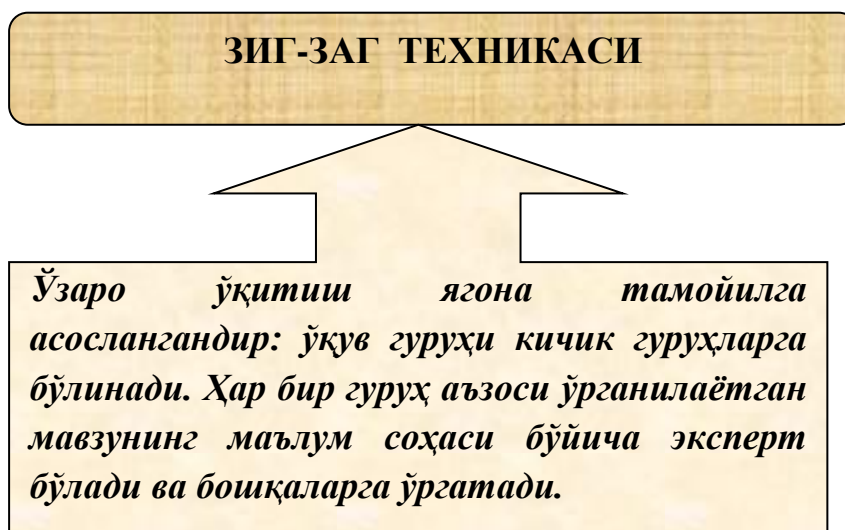 ЗИГ-ЗАГ ТЕХНИКАСИ
Ўзаро ўқитиш ягона тамойилга
асослангандир: ўқув гуруҳи кичик гуруҳларга
бўлинади. Ҳар бир гуруҳ аъзоси ўрганилаётган
мавзунинг маълум соҳаси бўйича эксперт
бўлади ва бошқаларга ўргатади.